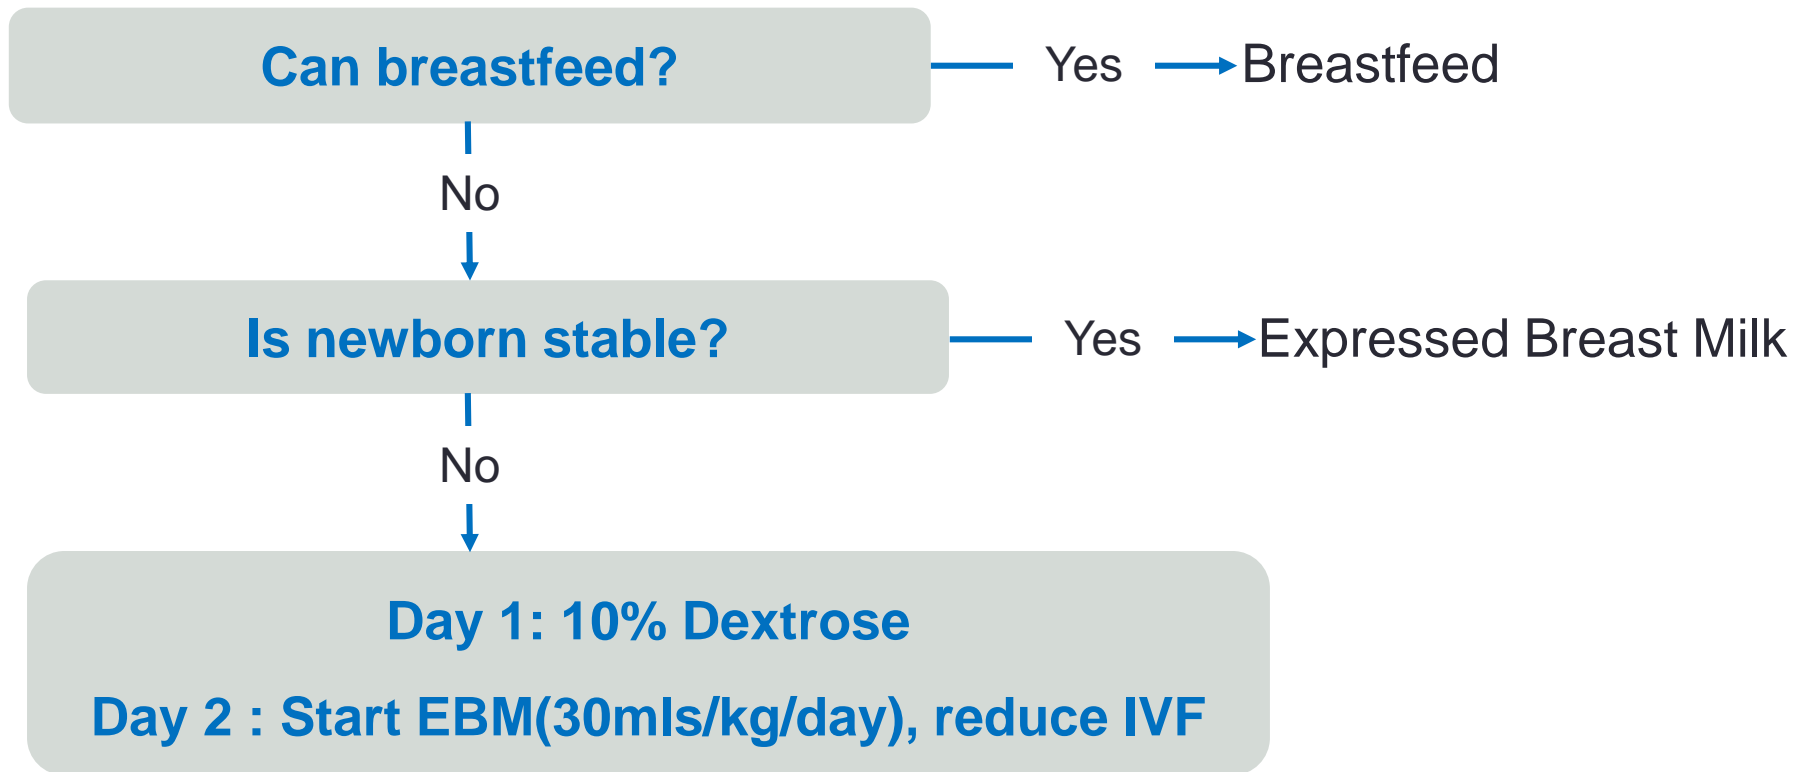 Can breastfeed?
Yes
Breastfeed
No
Is newborn stable?
Yes
Expressed Breast Milk
No
Day 1: 10% Dextrose
Day 2 : Start EBM(30mls/kg/day), reduce IVF